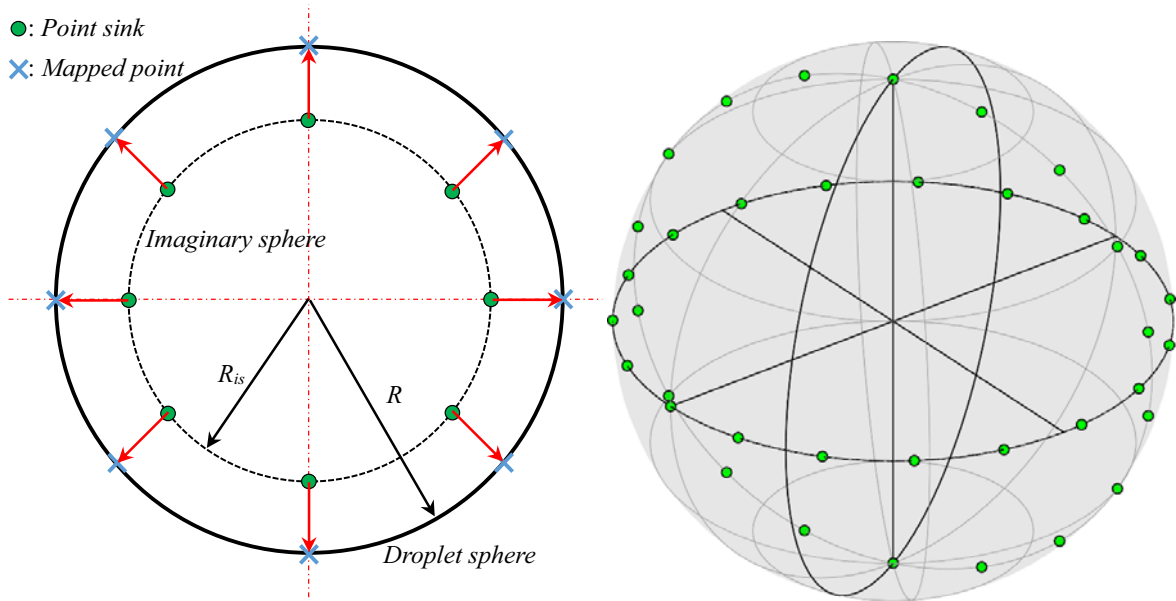 : Point sink
: Mapped point
Imaginary sphere
R_is
R
Droplet sphere